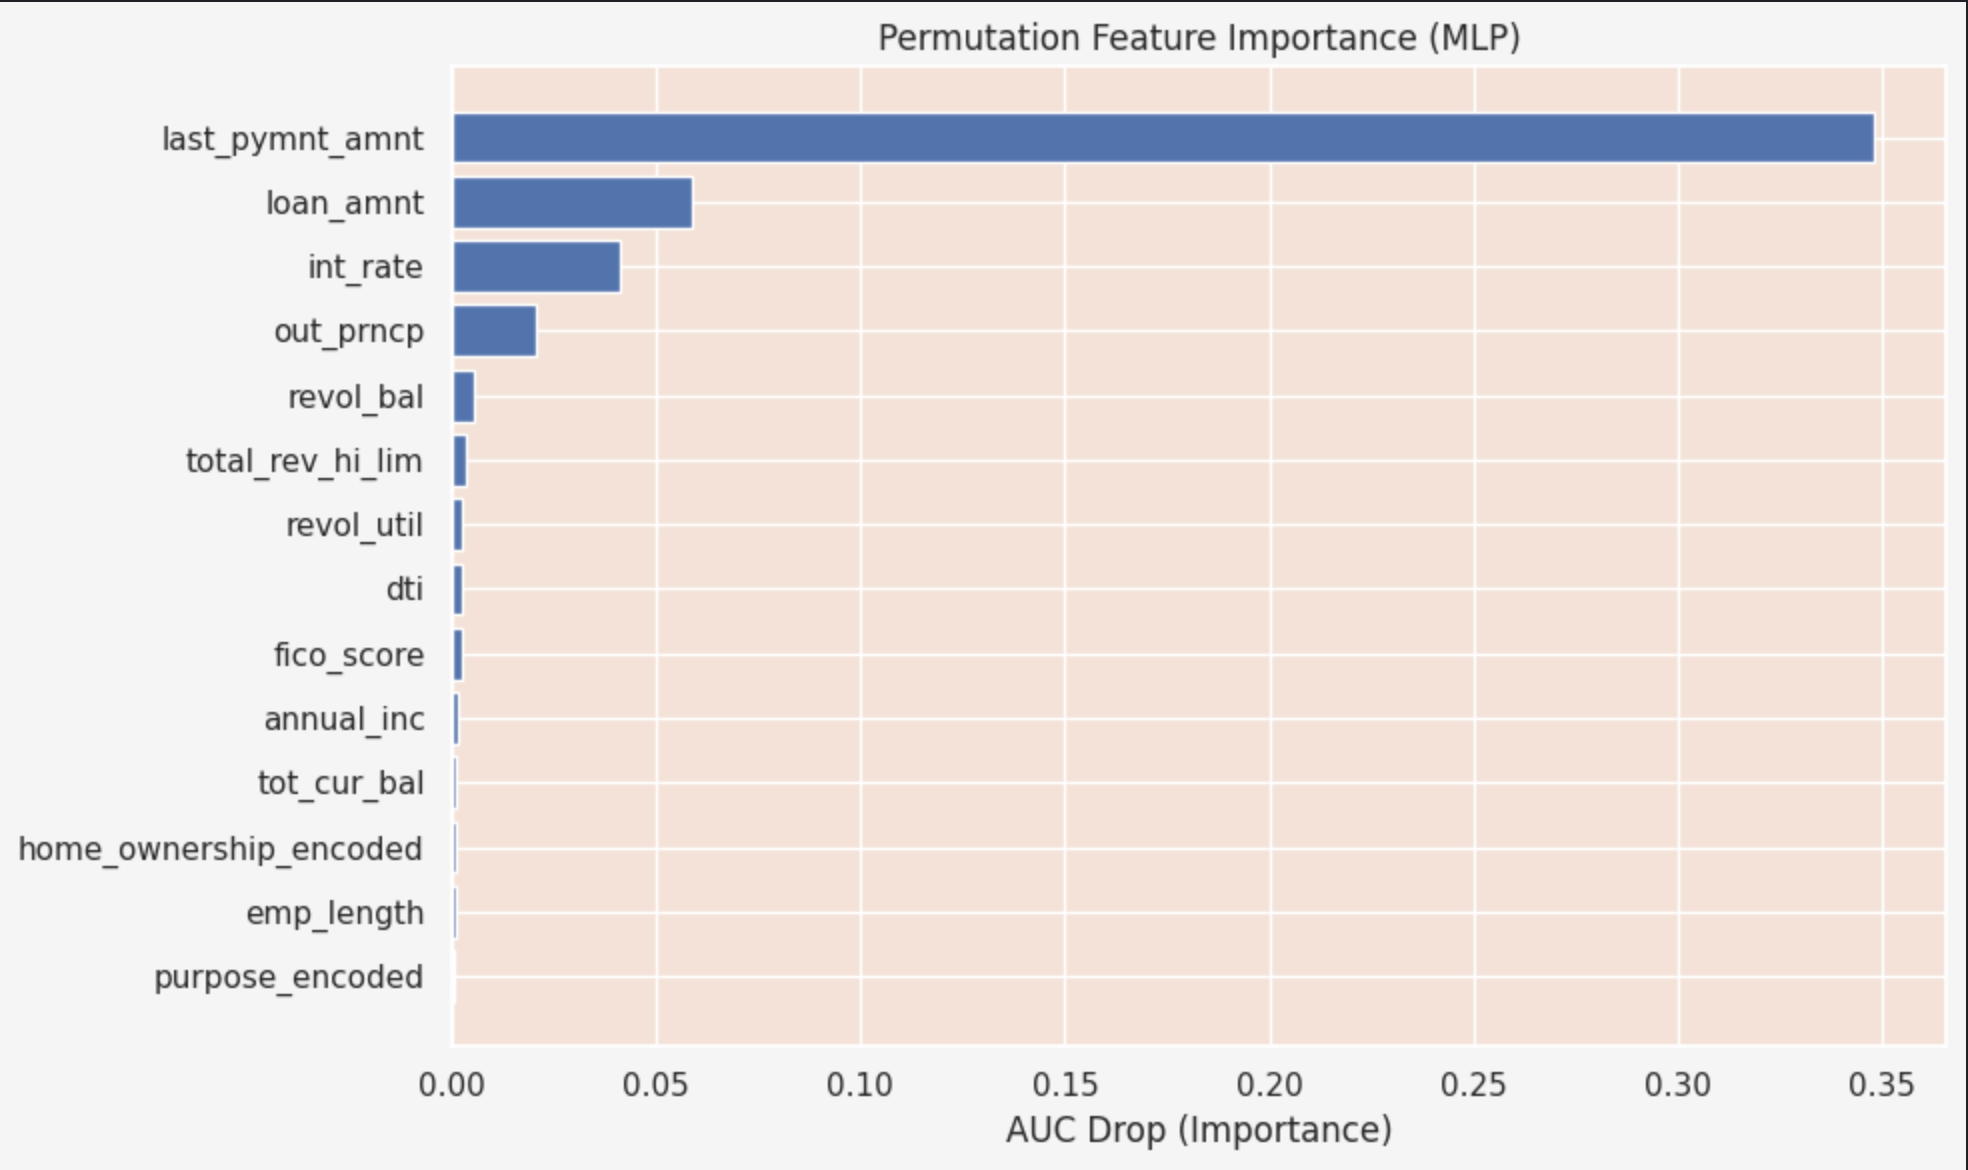 Permutation Feature Importance (MLP)
last_pymnt_amnt
loan_amnt
int_rate
out_prncp
revol_bal
total_rev_hi_lim
revol_util
dti
fico_score
annual_inc
tot_cur_bal
home_ownership_encoded
emp_length
purpose_encoded
0.00 0.05 0.10 0.15 0.20 0.25 0.30 0.35
AUC Drop (Importance)